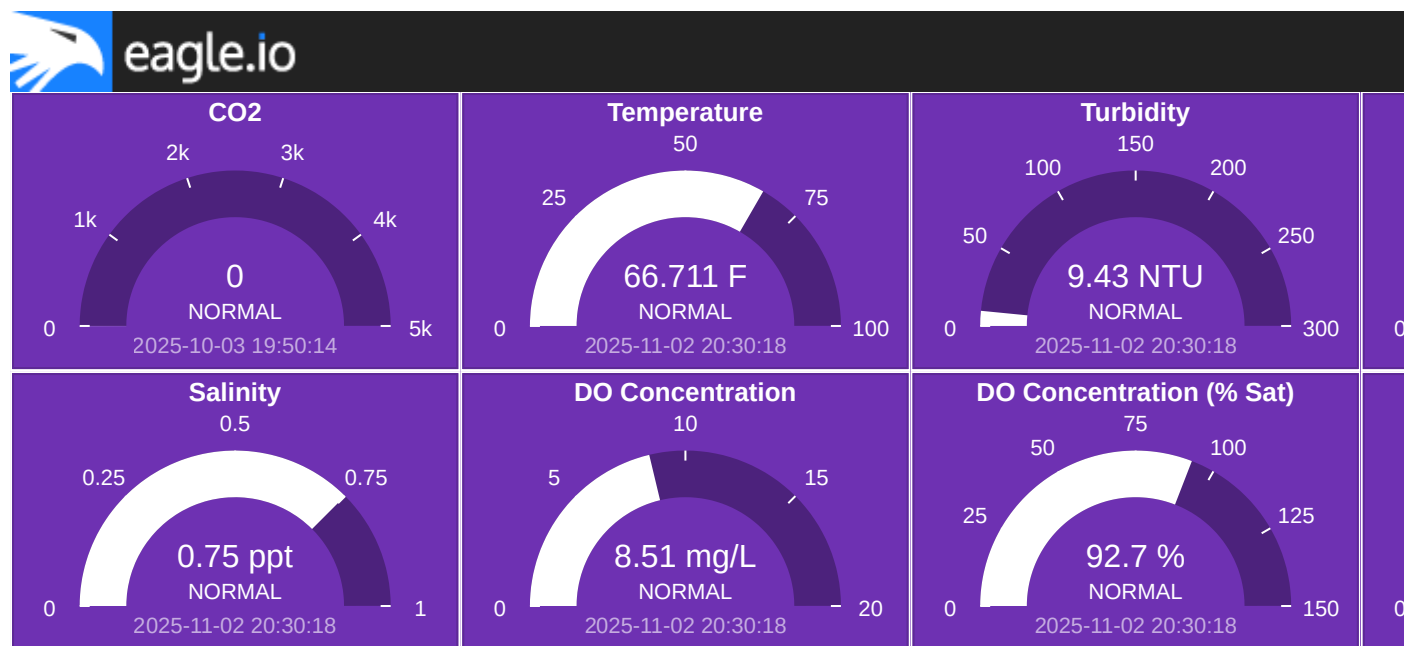 eagle.io
CO2
0
1k
2k
3k
4k
5k
0
NORMAL
2025-10-03 19:50:14
Temperature
0
25
50
75
100
66.711 F
NORMAL
2025-11-02 20:30:18
Turbidity
0
50
100
150
200
250
300
9.43 NTU
NORMAL
2025-11-02 20:30:18
Salinity
0
0.25
0.5
0.75
1
0.75 ppt
NORMAL
2025-11-02 20:30:18
DO Concentration
0
5
10
15
20
8.51 mg/L
NORMAL
2025-11-02 20:30:18
DO Concentration (% Sat)
0
25
50
75
100
125
150
92.7 %
NORMAL
2025-11-02 20:30:18